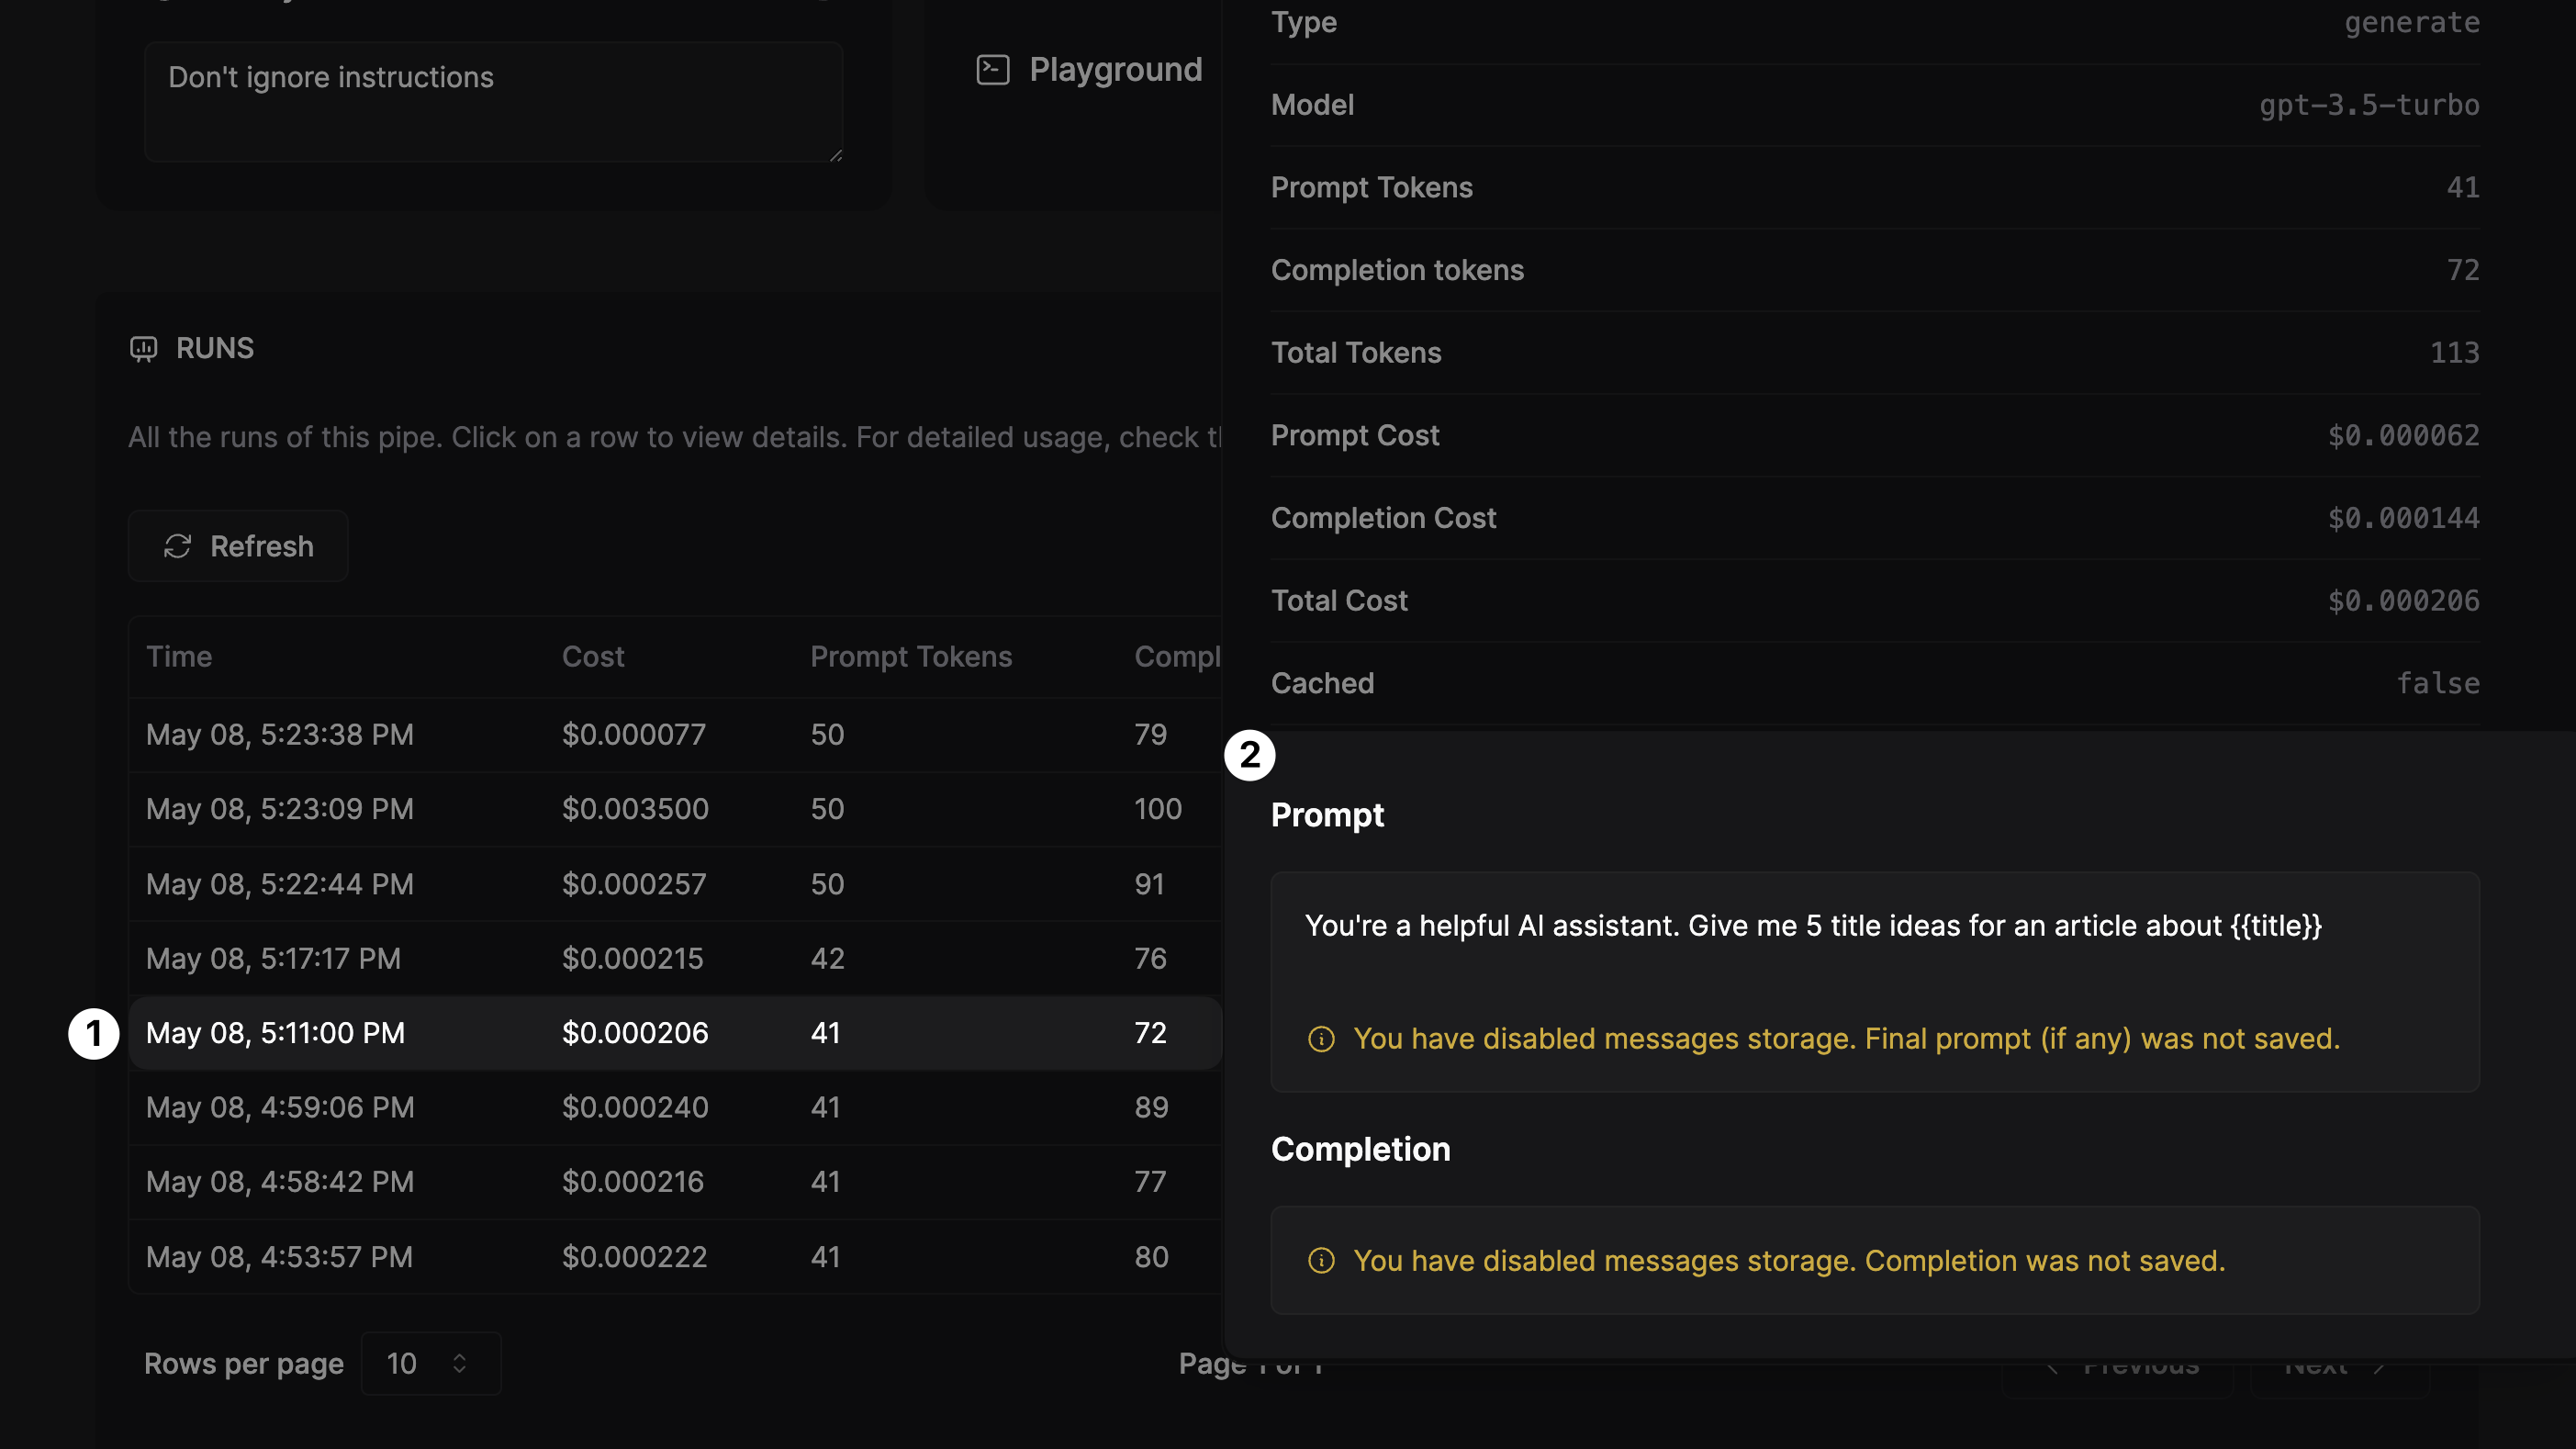 Don't ignore instructions
Playground
RUNS
All the runs of this pipe. Click on a row to view details. For detailed usage, check
Refresh
Time Cost Prompt Tokens Compl
May 08, 5:23:38 PM $0.000077 50 79
May 08, 5:23:09 PM $0.003500 50 100
May 08, 5:22:44 PM $0.000257 50 91
May 08, 5:17:17 PM $0.000215 42 76
1 May 08, 5:11:00 PM $0.000206 41 72
May 08, 4:59:06 PM $0.000240 41 89
May 08, 4:58:42 PM $0.000216 41 77
May 08, 4:53:57 PM $0.000222 41 80
Rows per page 10
Page 1 of 1
Previous Next
Type generate
Model gpt-3.5-turbo
Prompt Tokens 41
Completion tokens 72
Total Tokens 113
Prompt Cost $0.000062
Completion Cost $0.000144
Total Cost $0.000206
Cached false
2
Prompt
You're a helpful AI assistant. Give me 5 title ideas for an article about {{title}}
You have disabled messages storage. Final prompt (if any) was not saved.
Completion
You have disabled messages storage. Completion was not saved.